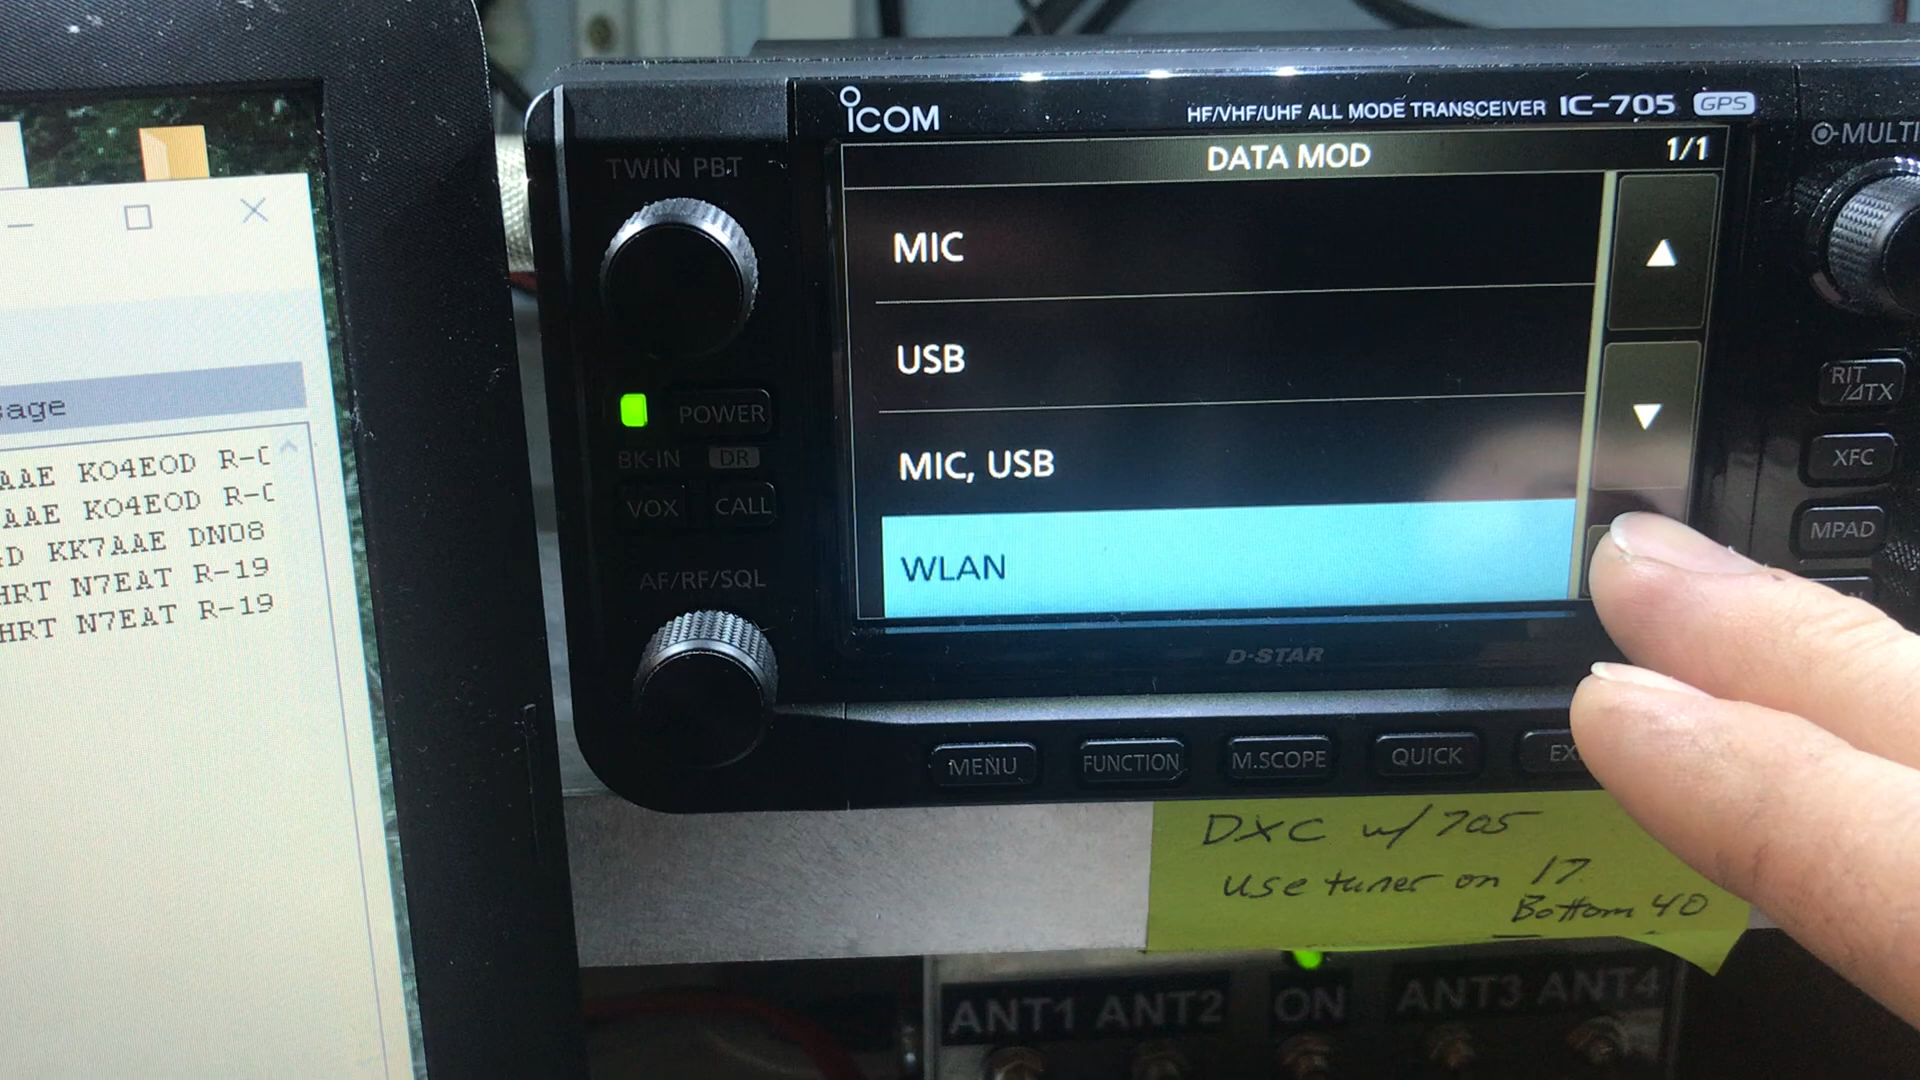 AAE KO4EOD R-
AAE KO4EOD R-
D KK7AAE DN08
HRT N7EAT R-19
HRT N7EAT R-19
ICOM
HF/VHF/UHF ALL MODE TRANSCEIVER IC-705 GPS
TWIN PBT
DATA MOD 1/1
MULTI
MIC
USB
MIC, USB
WLAN
POWER
BK-IN DR
VOX CALL
AF/RF/SQL
RIT/⊿TX
XFC
MPAD
D-STAR
MENU FUNCTION M.SCOPE QUICK EX
DXC w/ 705
use tuner on 17
Bottom 40
ANT1 ANT2 ON ANT3 ANT4